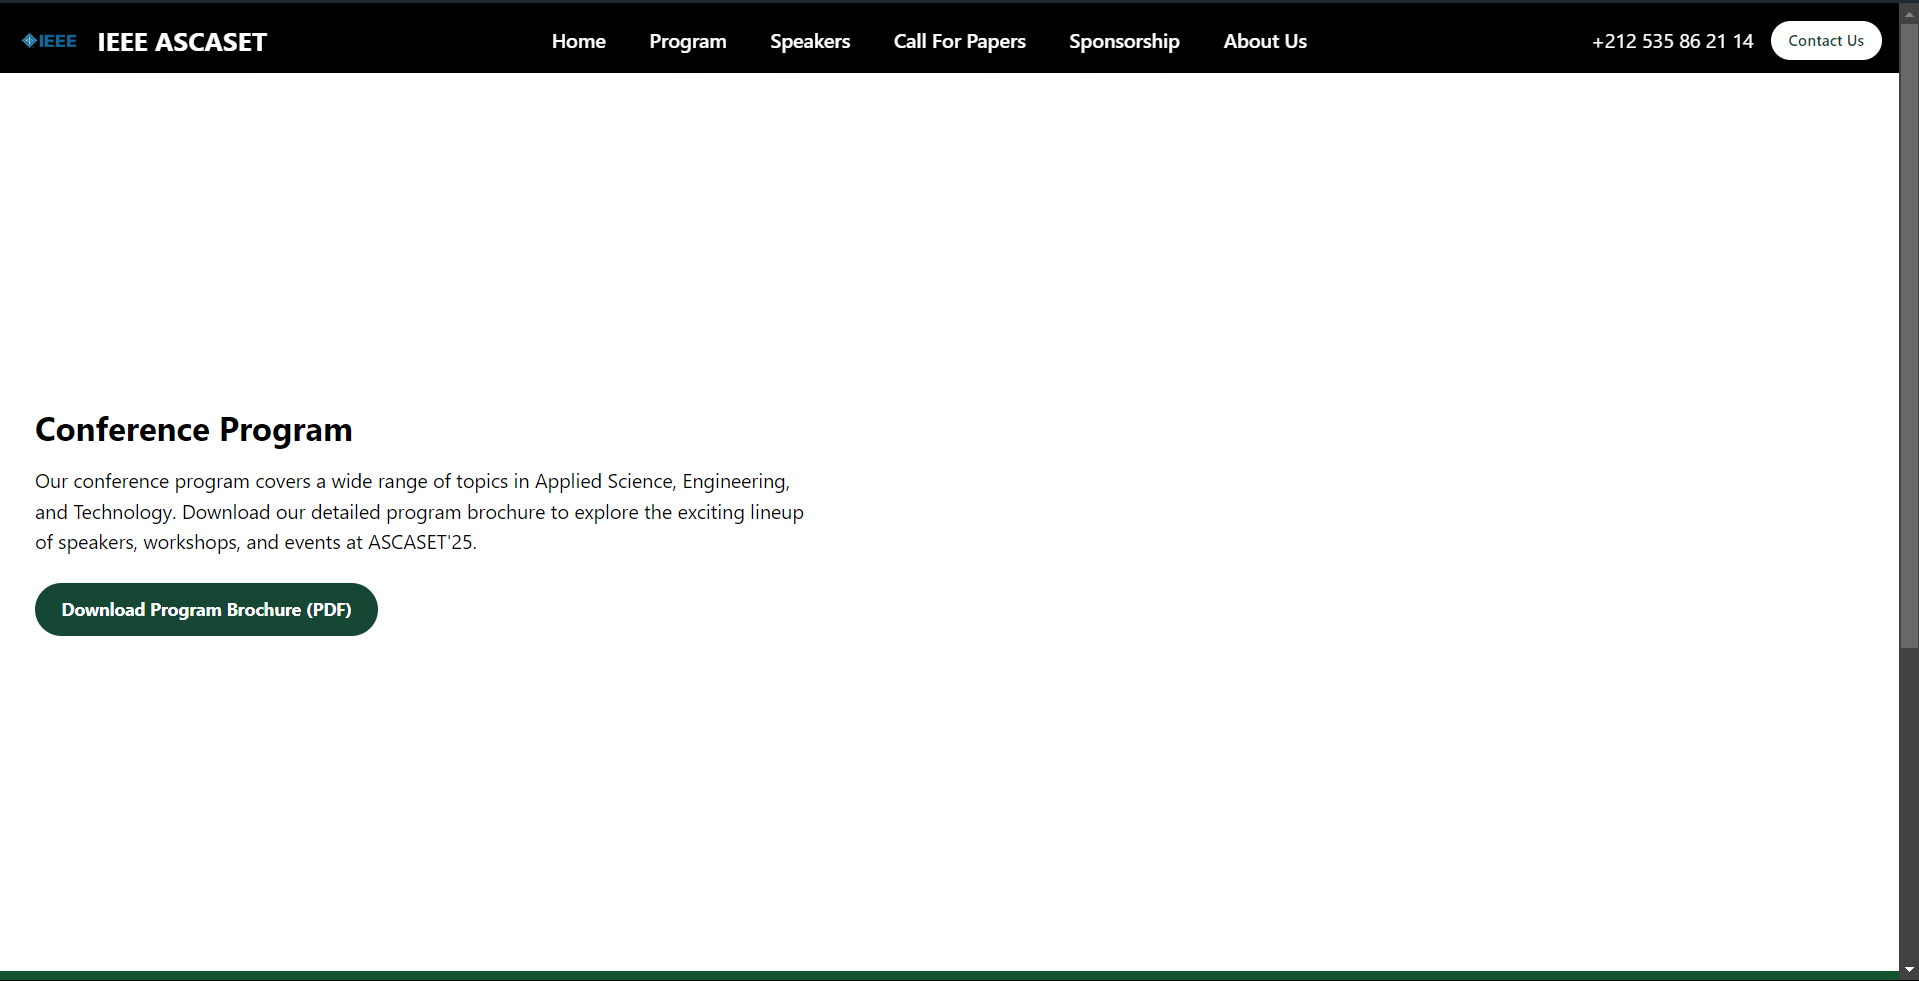 IEEE IEEE ASCASET Home Program Speakers Call For Papers Sponsorship About Us +212 535 86 21 14 Contact Us
Conference Program
Our conference program covers a wide range of topics in Applied Science, Engineering,
and Technology. Download our detailed program brochure to explore the exciting lineup
of speakers, workshops, and events at ASCASET'25.
Download Program Brochure (PDF)